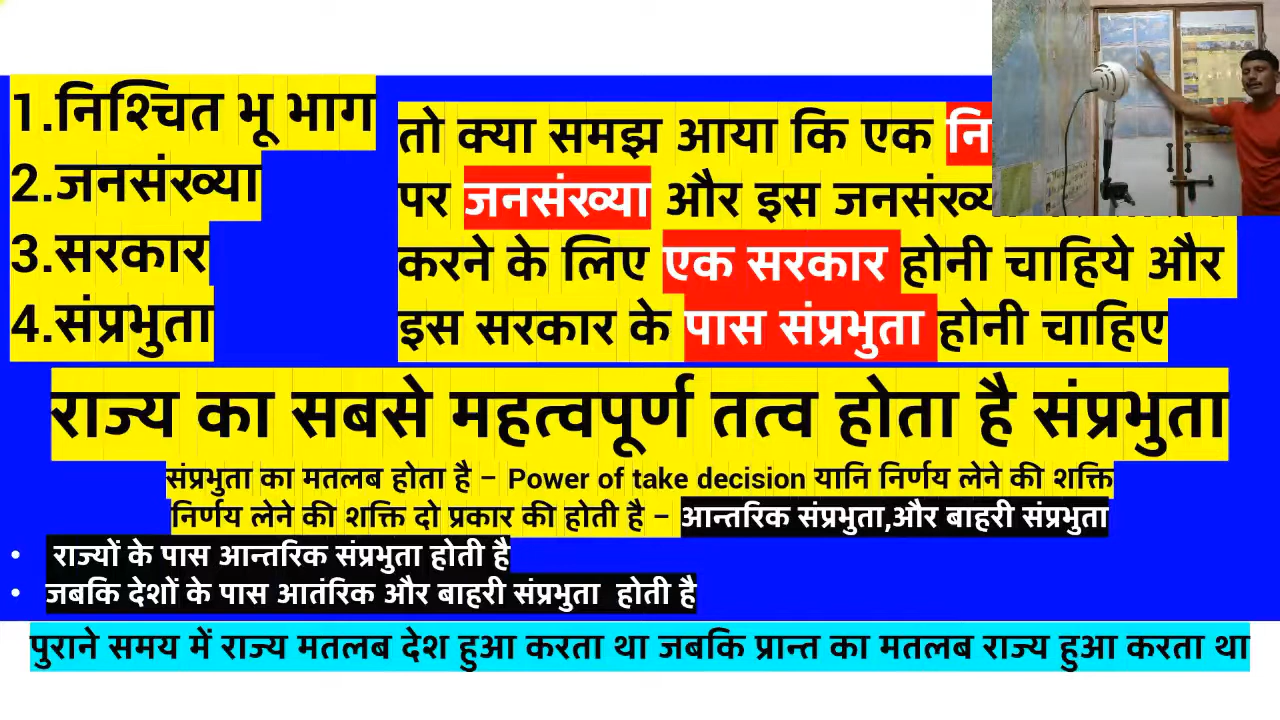 1.निश्चित भू भाग
2.जनसंख्या
3.सरकार
4.संप्रभुता
तो क्या समझ आया कि एक
पर जनसंख्या और इस
करने के लिए एक सरकार होनी चाहिये और
इस सरकार के पास संप्रभुता होनी चाहिए
राज्य का सबसे महत्वपूर्ण तत्व होता है संप्रभुता
संप्रभुता का मतलब होता है – Power of take decision यानि निर्णय लेने की शक्ति
निर्णय लेने की शक्ति दो प्रकार की होती है – आन्तरिक संप्रभुता,और बाहरी संप्रभुता
• राज्यों के पास आन्तरिक संप्रभुता होती है
• जबकि देशों के पास आतंरिक और बाहरी संप्रभुता होती है
पुराने समय में राज्य मतलब देश हुआ करता था जबकि प्रान्त का मतलब राज्य हुआ करता था